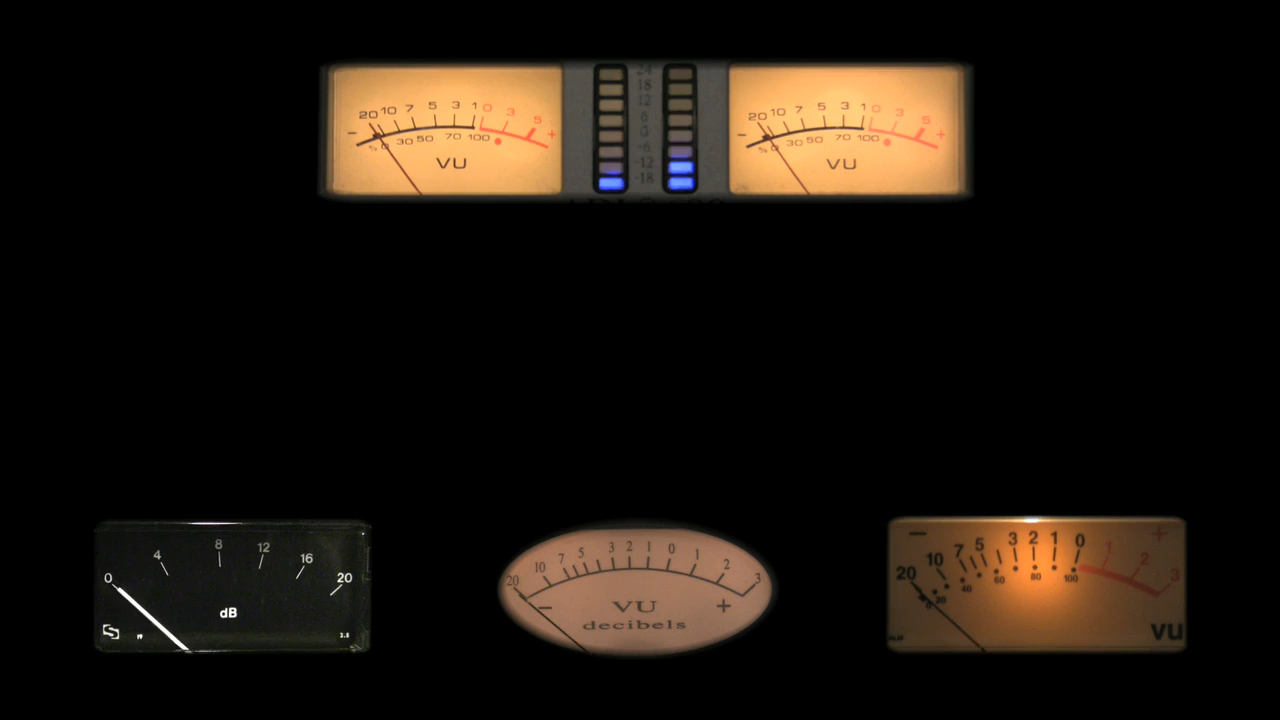 20 10 7 5 3 1 0 3 5
- +
% 0 30 50 70 100
VU
24
18
12
6
0
-6
-12
-18
20 10 7 5 3 1 0 3 5
- +
% 0 30 50 70 100
VU
0 4 8 12 16 20
dB
20 10 7 5 3 2 1 0 1 2 3
- +
VU
decibels
- +
20 10 7 5 3 2 1 0 1 2 3
0 20 40 60 80 100
VU